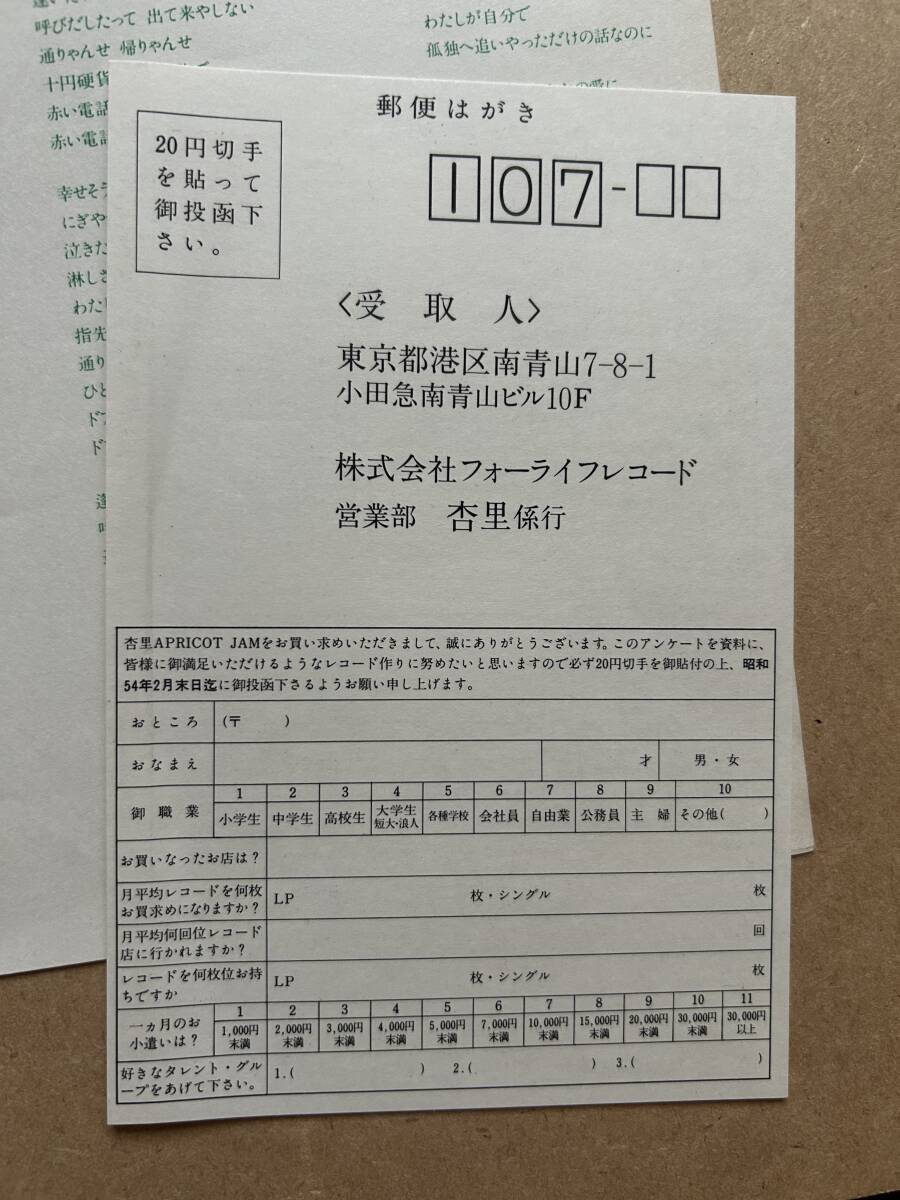 呼びだしたって 出て来やしない
通りゃんせ 帰りゃんせ
十円硬貨
赤い電話
赤い電話
幸せそう
にぎや
泣きた
淋しさ
わたし
指先
通り
ひと
わたしが自分で
孤独へ追いやっただけの話なのに
郵便はがき
20円切手
を貼って
御投函下
さい。
107-
〈受取人〉
東京都港区南青山7-8-1
小田急南青山ビル10F
株式会社フォーライフレコード
営業部 杏里係行
杏里APRICOT JAMをお買い求めいただきまして、誠にありがとうございます。このアンケートを資料に、
皆様に御満足いただけるようなレコード作りに努めたいと思いますので必ず20円切手を御貼付の上、昭和
54年2月末日迄に御投函下さるようお願い申し上げます。
おところ (〒 )
おなまえ 才 男・女
御職業
1 2 3 4 5 6 7 8 9 10
小学生 中学生 高校生 大学生 短大・浪人 各種学校 会社員 自由業 公務員 主婦 その他( )
お買いなったお店は?
月平均レコードを何枚
お買求めになりますか?
LP 枚・シングル 枚
月平均何回位レコード
店に行かれますか?
回
レコードを何枚位お持
ちですか
LP 枚・シングル 枚
一ヵ月のお
小遣いは?
1 2 3 4 5 6 7 8 9 10 11
1,000円 2,000円 3,000円 4,000円 5,000円 7,000円 10,000円 15,000円 20,000円 30,000円 30,000円
末満 末満 末満 末満 末満 末満 末満 末満 末満 末満 以上
好きなタレント・グル
ープをあげて下さい。
1.( ) 2.( ) 3.( )